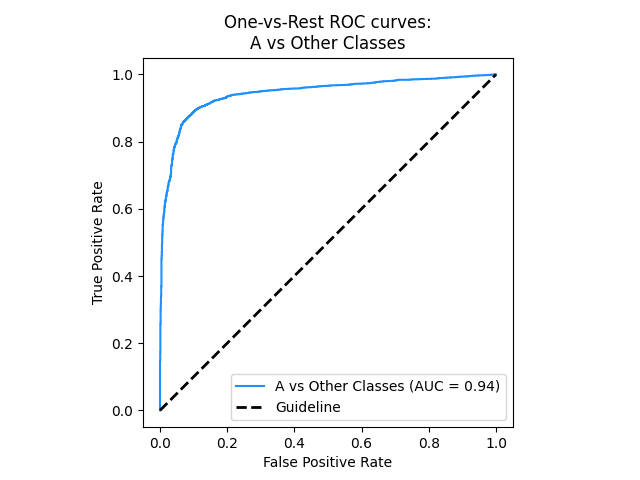 One-vs-Rest ROC curves:
A vs Other Classes
True Positive Rate
1.0
0.8
0.6
0.4
0.2
0.0
A vs Other Classes (AUC = 0.94)
Guideline
0.0 0.2 0.4 0.6 0.8 1.0
False Positive Rate